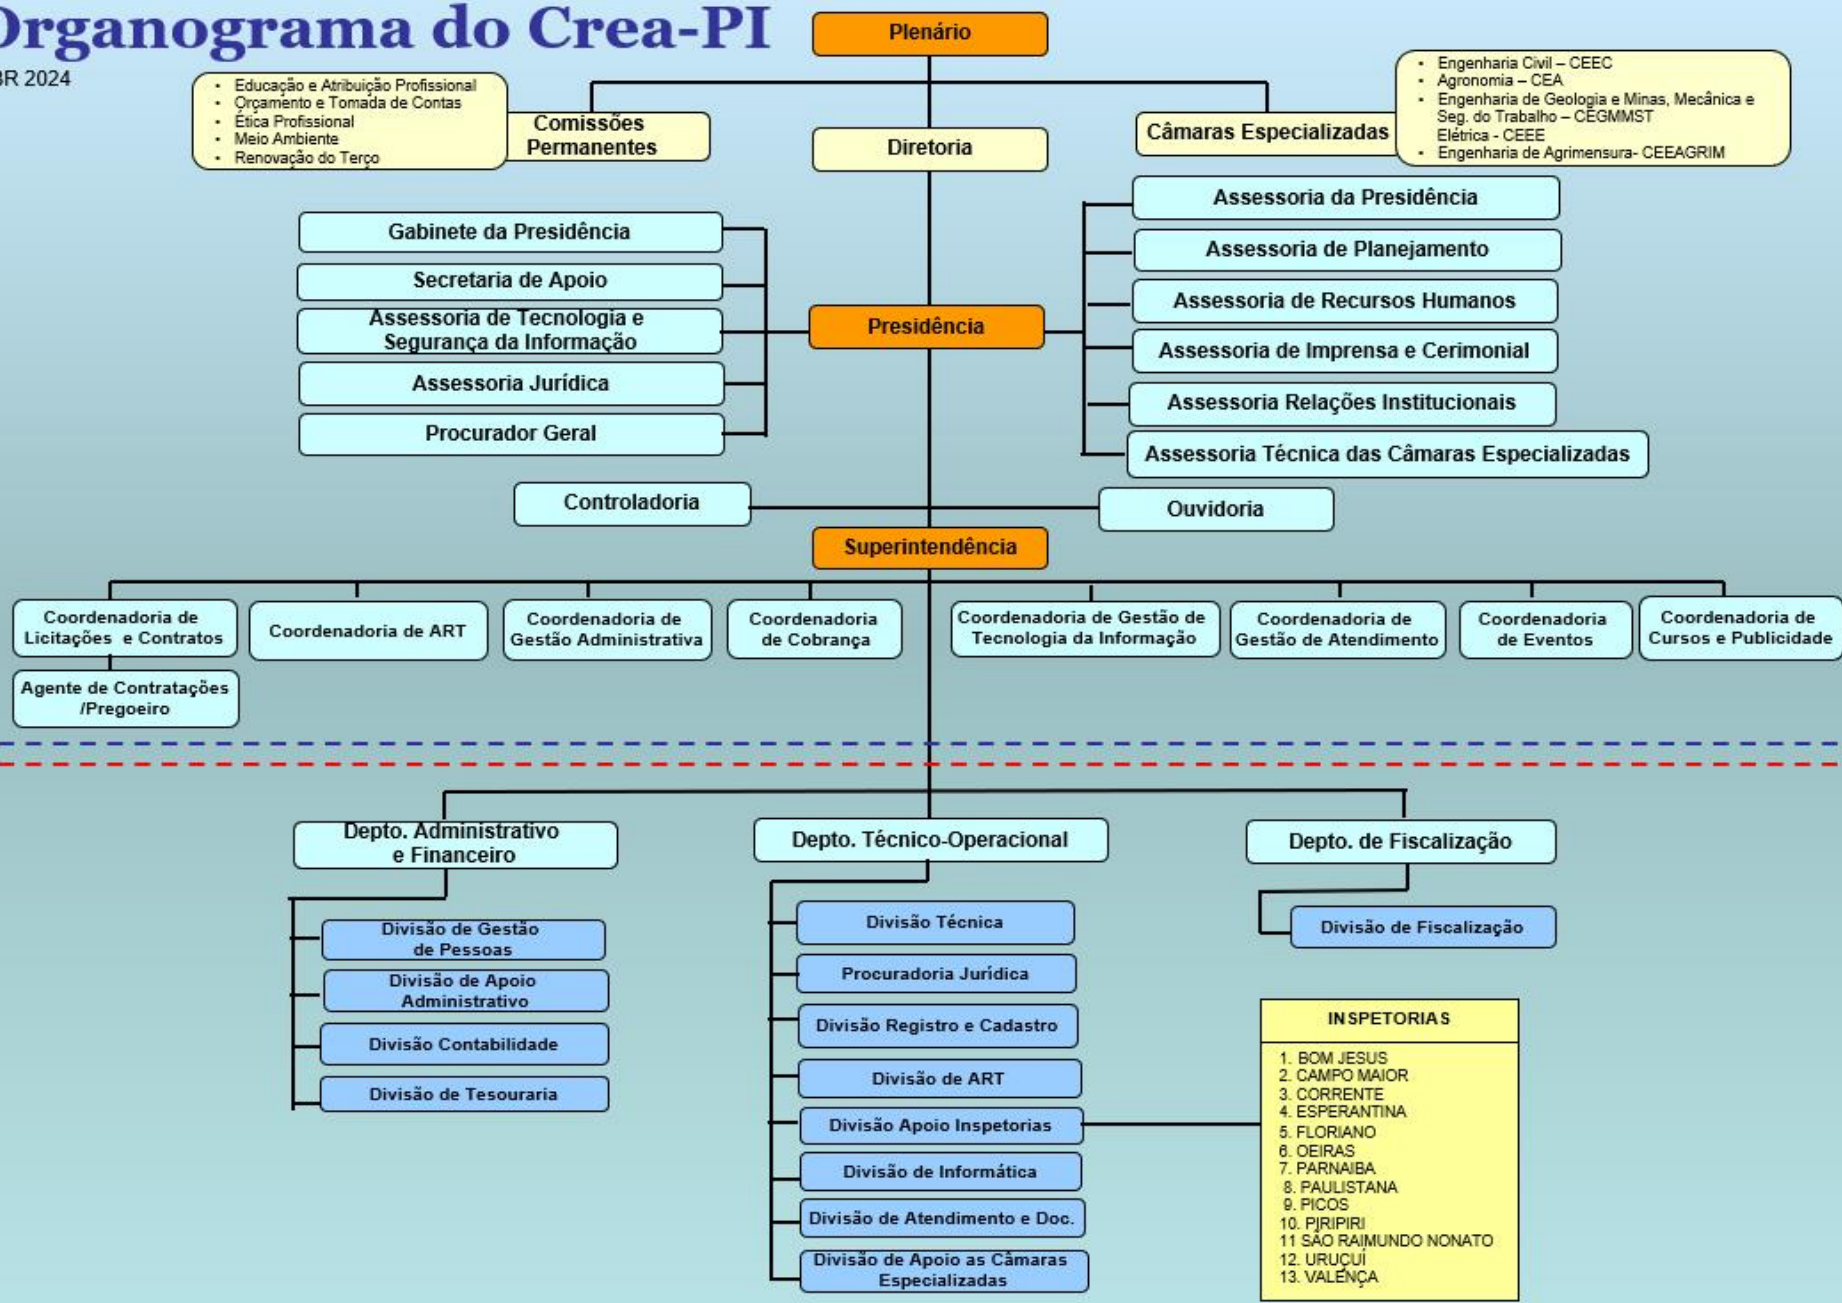 Organograma do Crea-PI
BR 2024
Plenário
• Educação e Atribuição Profissional
• Orçamento e Tomada de Contas
• Ética Profissional
• Meio Ambiente
• Renovação do Terço
Comissões
Permanentes
Diretoria
Câmaras Especializadas
• Engenharia Civil – CEEC
• Agronomia – CEA
• Engenharia de Geologia e Minas, Mecânica e
Seg. do Trabalho – CEGMMST
Elétrica - CEEE
• Engenharia de Agrimensura- CEEAGRIM
Gabinete da Presidência
Secretaria de Apoio
Assessoria de Tecnologia e
Segurança da Informação
Assessoria Jurídica
Procurador Geral
Presidência
Assessoria da Presidência
Assessoria de Planejamento
Assessoria de Recursos Humanos
Assessoria de Imprensa e Cerimonial
Assessoria Relações Institucionais
Assessoria Técnica das Câmaras Especializadas
Controladoria
Ouvidoria
Superintendência
Coordenadoria de
Licitações e Contratos
Coordenadoria de ART
Coordenadoria de
Gestão Administrativa
Coordenadoria
de Cobrança
Coordenadoria de Gestão de
Tecnologia da Informação
Coordenadoria de
Gestão de Atendimento
Coordenadoria
de Eventos
Coordenadoria de
Cursos e Publicidade
Agente de Contratações
/Pregoeiro
Depto. Administrativo
e Financeiro
Divisão de Gestão
de Pessoas
Divisão de Apoio
Administrativo
Divisão Contabilidade
Divisão de Tesouraria
Depto. Técnico-Operacional
Divisão Técnica
Procuradoria Jurídica
Divisão Registro e Cadastro
Divisão de ART
Divisão Apoio Inspetorias
Divisão de Informática
Divisão de Atendimento e Doc.
Divisão de Apoio as Câmaras
Especializadas
Depto. de Fiscalização
Divisão de Fiscalização
INSPETORIAS
1. BOM JESUS
2. CAMPO MAIOR
3. CORRENTE
4. ESPERANTINA
5. FLORIANO
6. OEIRAS
7. PARNAIBA
8. PAULISTANA
9. PICOS
10. PIRIPIRI
11 SÃO RAIMUNDO NONATO
12. URUÇUÍ
13. VALENÇA